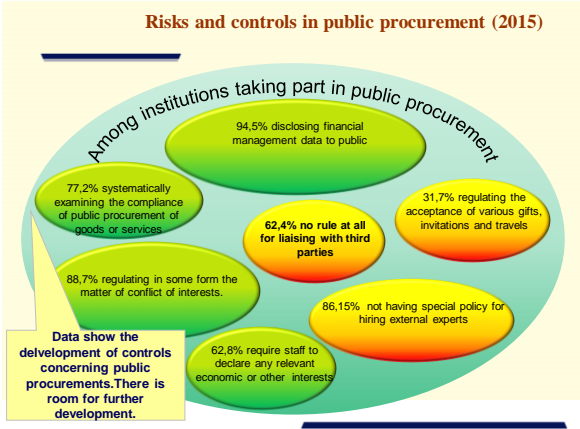 Risks and controls in public procurement (2015)
Among institutions taking part in public procurement
94,5% disclosing financial
management data to public
77,2% systematically
examining the compliance
of public procurement of
goods or services
31,7% regulating the
acceptance of various gifts,
invitations and travels
62,4% no rule at all
for liaising with third
parties
88,7% regulating in some form the
matter of conflict of interests.
86,15%  not having special policy for
hiring external experts
62,8% require staff to
declare any relevant
economic or other interests
Data show the
delvelopment of controls
concerning public
procurements.There is
room for further
development.